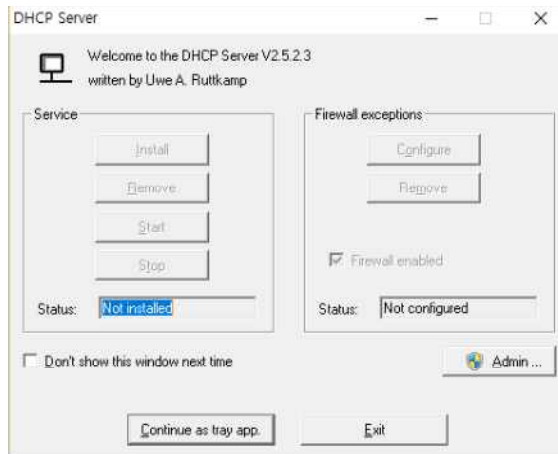 DHCP Server
Welcome to the DHCP Server V2.5.2.3
written by Uwe A. Ruttkamp
Service
Install
Remove
Start
Stop
Status: Not installed
Firewall exceptions
Configure
Remove
Firewall enabled
Status: Not configured
Don't show this window next time
Admin ...
Continue as tray app.
Exit